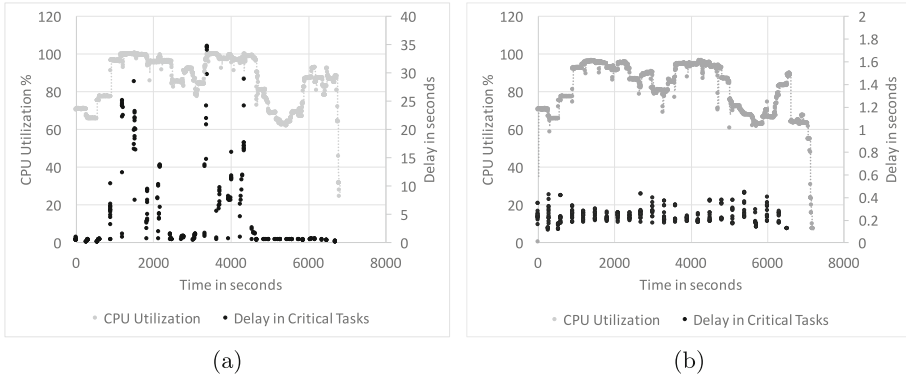 120
100
80
60
40
20
0
CPU Utilization %
40
35
30
25
20
15
10
5
0
Delay in seconds
0 2000 4000 6000 8000
Time in seconds
CPU Utilization Delay in Critical Tasks
(a)
120
100
80
60
40
20
0
CPU Utilization %
2
1.8
1.6
1.4
1.2
1
0.8
0.6
0.4
0.2
0
Delay in seconds
0 2000 4000 6000 8000
Time in seconds
CPU Utilization Delay in Critical Tasks
(b)